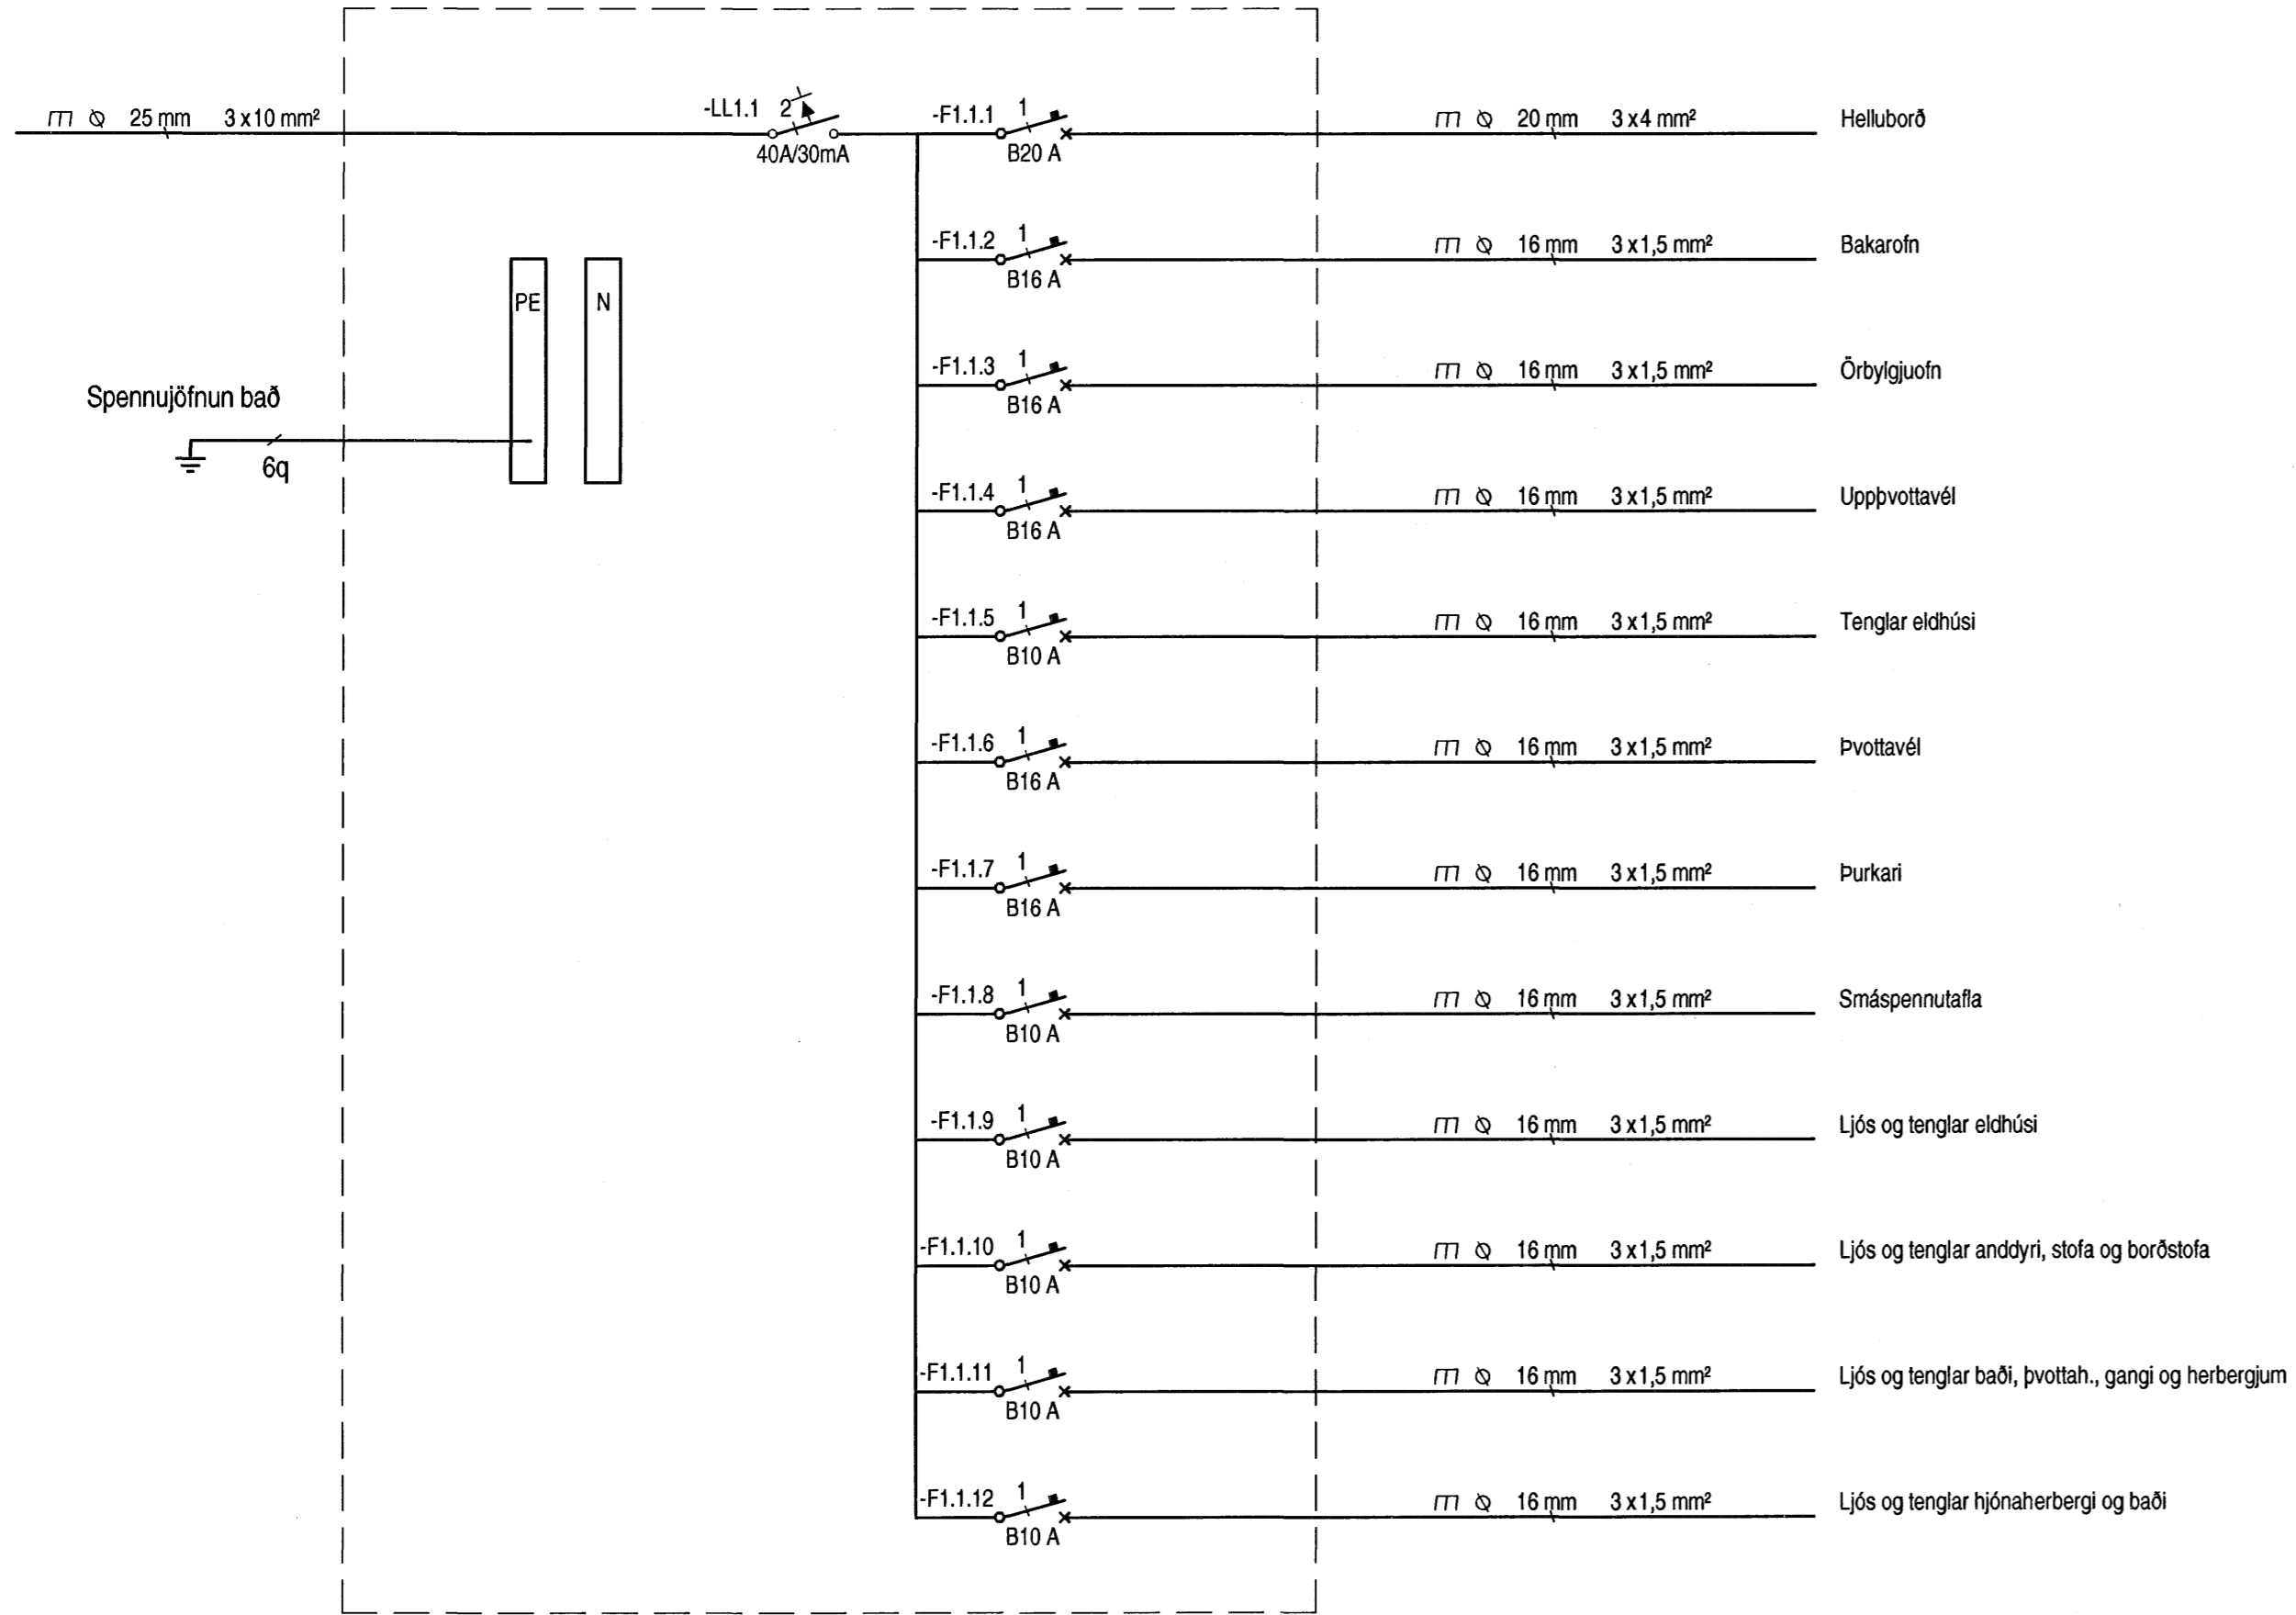 25 mm 3 x 10 mm²
-LL1.1 2
40A/30mA
-F1.1.1 1
B20 A
20 mm 3 x 4 mm² Helluborð
-F1.1.2 1
B16 A
16 mm 3 x 1,5 mm² Bakarofn
PE N
-F1.1.3 1
B16 A
16 mm 3 x 1,5 mm² Örbylgjuofn
Spennujöfnun bað
6q
-F1.1.4 1
B16 A
16 mm 3 x 1,5 mm² Uppþvottavél
-F1.1.5 1
B10 A
16 mm 3 x 1,5 mm² Tenglar eldhúsi
-F1.1.6 1
B16 A
16 mm 3 x 1,5 mm² Þvottavél
-F1.1.7 1
B16 A
16 mm 3 x 1,5 mm² Þurkari
-F1.1.8 1
B10 A
16 mm 3 x 1,5 mm² Smáspennutafla
-F1.1.9 1
B10 A
16 mm 3 x 1,5 mm² Ljós og tenglar eldhúsi
-F1.1.10 1
B10 A
16 mm 3 x 1,5 mm² Ljós og tenglar anddyri, stofa og borðstofa
-F1.1.11 1
B10 A
16 mm 3 x 1,5 mm² Ljós og tenglar baði, þvottah., gangi og herbergjum
-F1.1.12 1
B10 A
16 mm 3 x 1,5 mm² Ljós og tenglar hjónaherbergi og baði